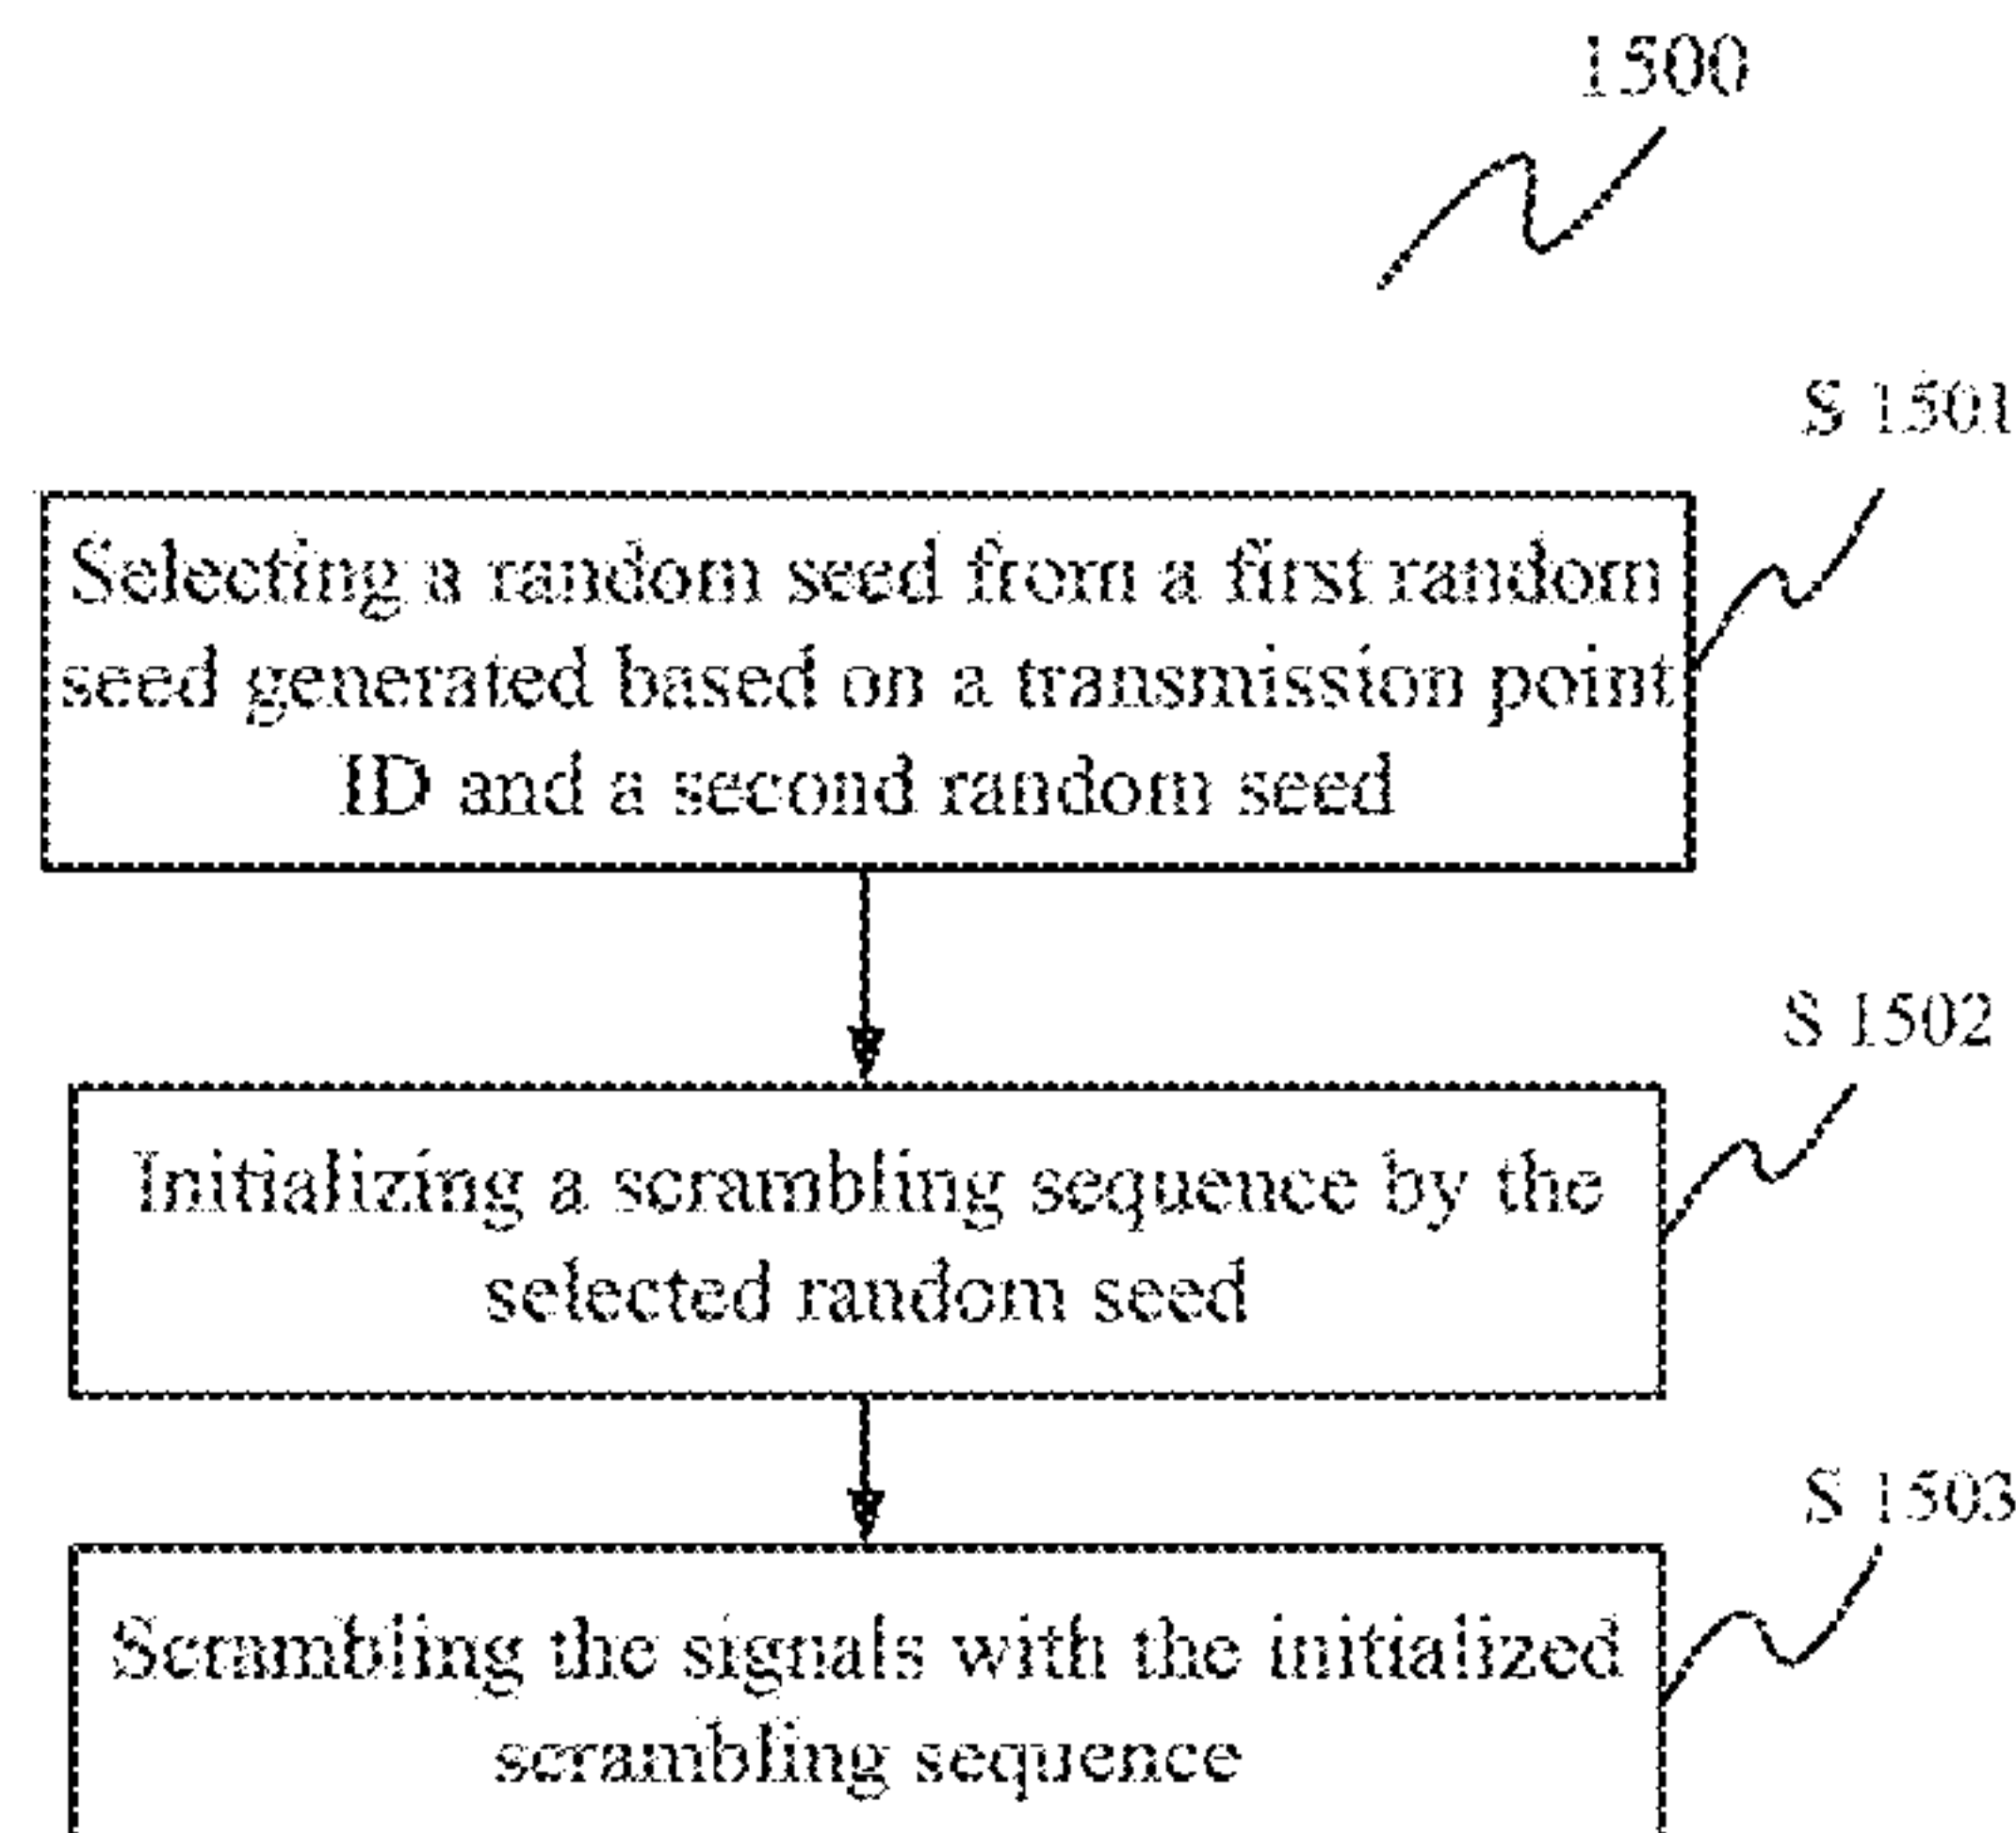 1500
S 1501
Selecting a random seed from a first random
seed generated based on a transmission point
ID and a second random seed
S 1502
Initializing a scrambling sequence by the
selected random seed
S 1503
Scrambling the signals with the initialized
scrambling sequence